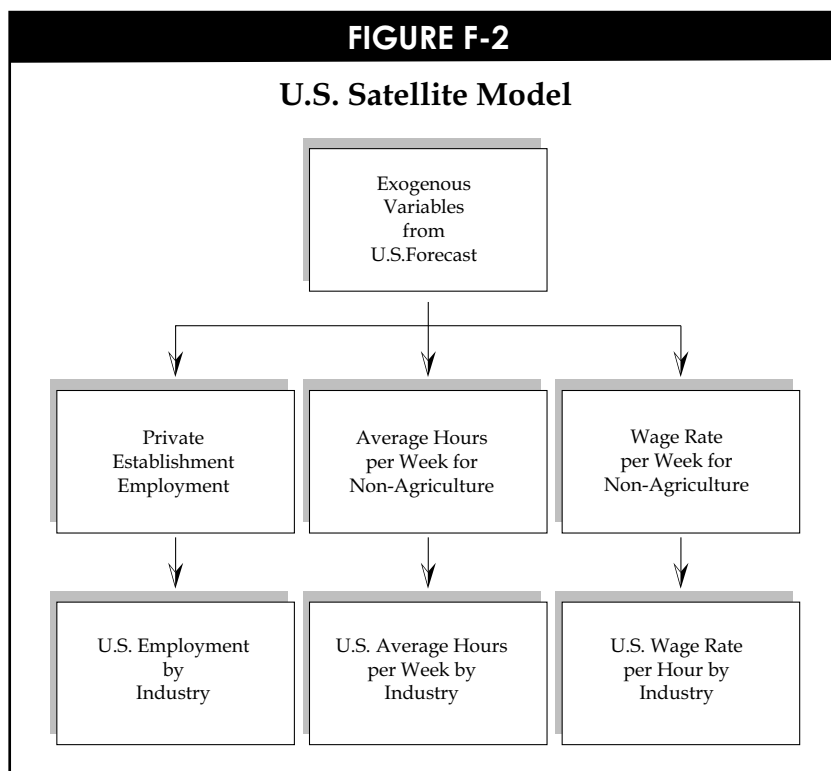 FIGURE F-2
U.S. Satellite Model
Exogenous
Variables
from
U.S.Forecast
Private
Establishment
Employment
Average Hours
per Week for
Non-Agriculture
Wage Rate
per Week for
Non-Agriculture
U.S. Employment
by
Industry
U.S. Average Hours
per Week by
Industry
U.S. Wage Rate
per Hour by
Industry